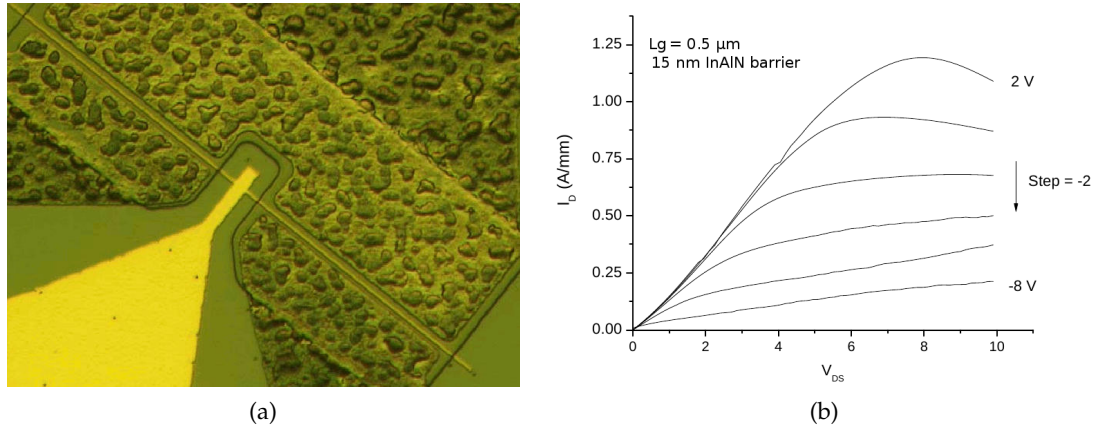 Lg = 0.5 µm
15 nm InAlN barrier
1.25
1.00
0.75
0.50
0.25
0.00
I_D (A/mm)
2 V
Step = -2
-8 V
0 2 4 6 8 10
V_DS
(a) (b)